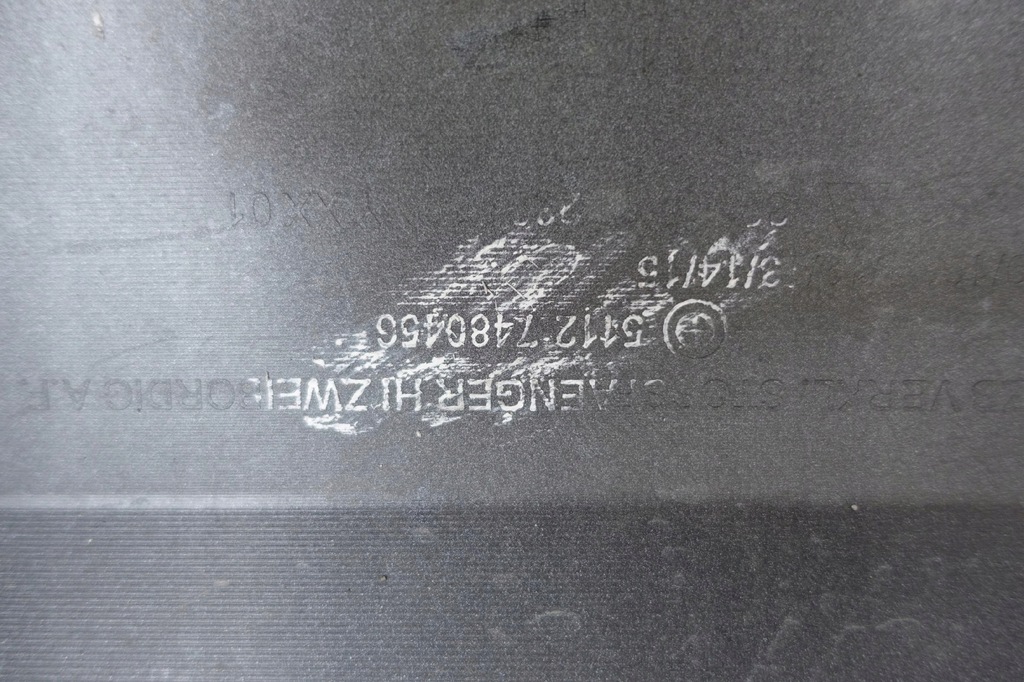 VERKL. STOSSFAENGER HI ZWEIBORDIG
5112 7480456
3/14/15